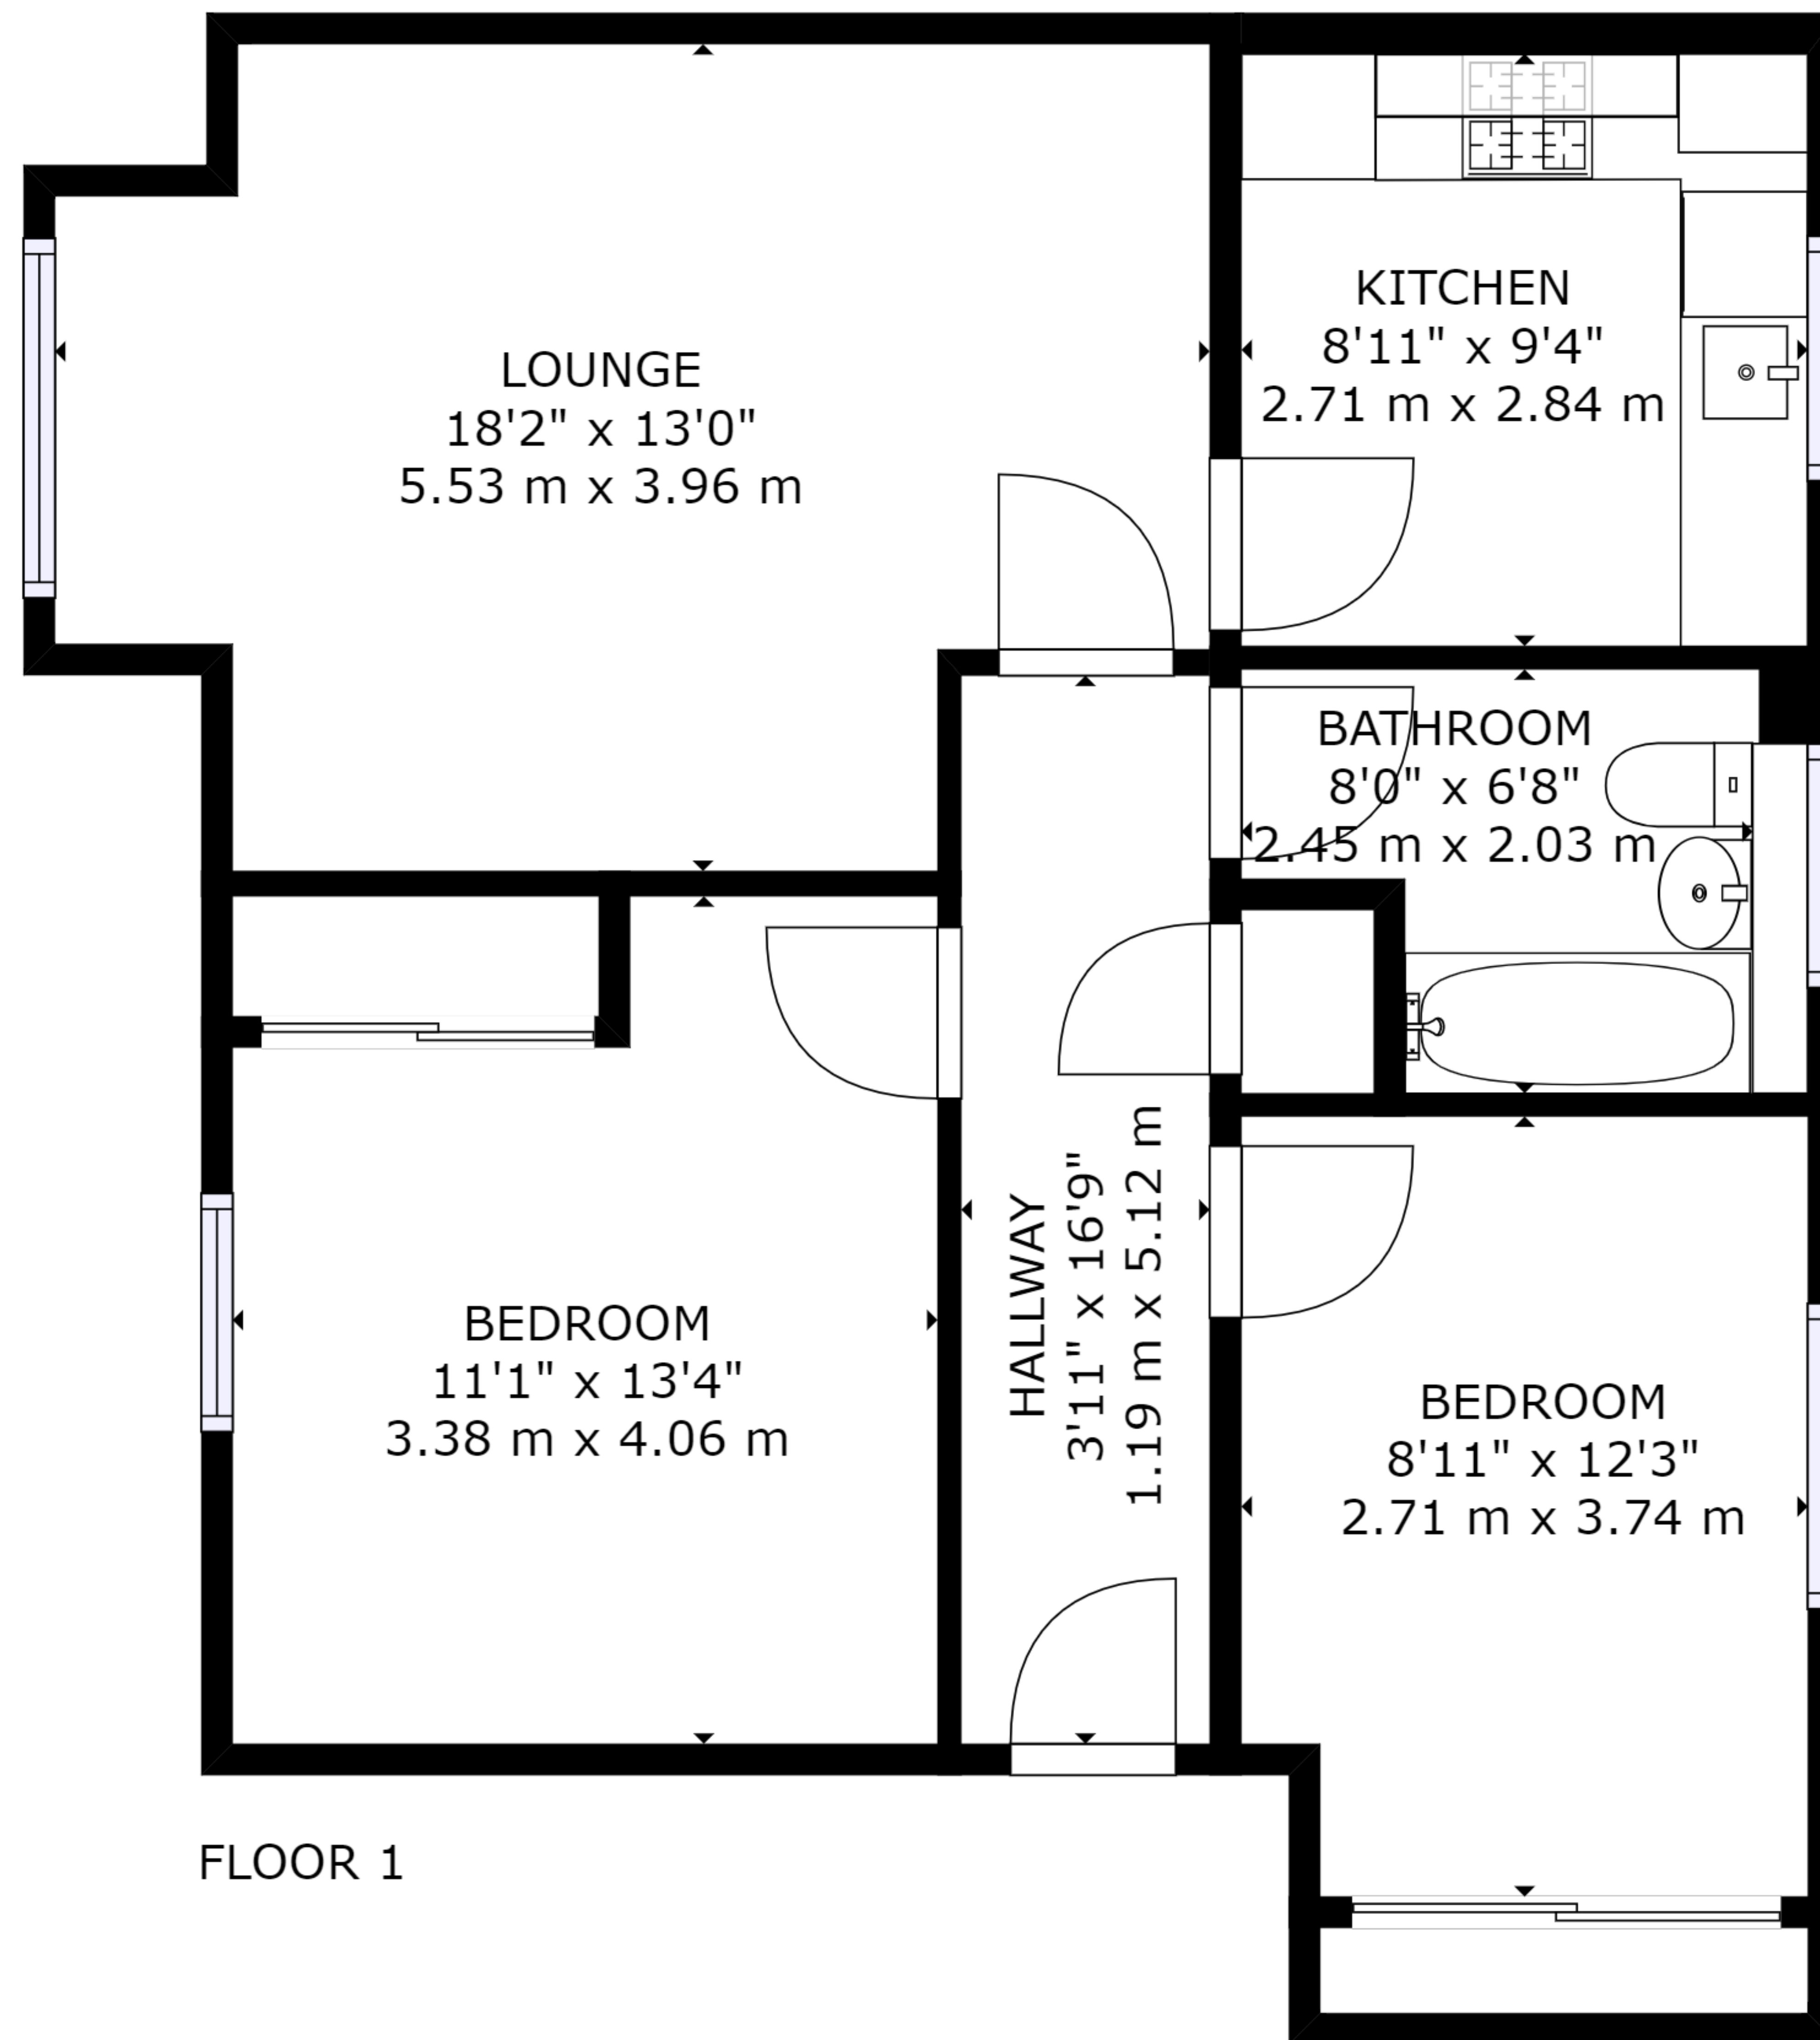 LOUNGE
18'2" x 13'0"
5.53 m x 3.96 m
KITCHEN
8'11" x 9'4"
2.71 m x 2.84 m
BATHROOM
8'0" x 6'8"
2.45 m x 2.03 m
HALLWAY
3'11" x 16'9"
1.19 m x 5.12 m
BEDROOM
11'1" x 13'4"
3.38 m x 4.06 m
BEDROOM
8'11" x 12'3"
2.71 m x 3.74 m
FLOOR 1